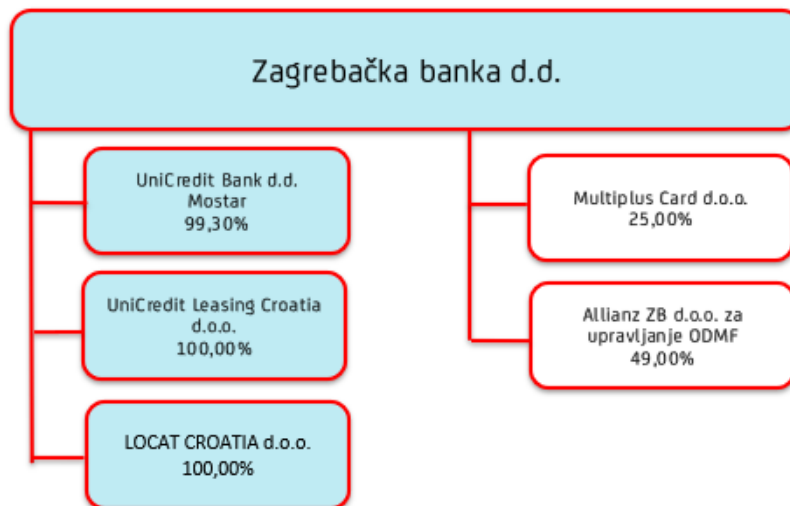 Zagrebačka banka d.d.
UniCredit Bank d.d.
Mostar
99,30%
UniCredit Leasing Croatia
d.o.o.
100,00%
LOCAT CROATIA d.o.o.
100,00%
Multiplus Card d.o.o.
25,00%
Allianz ZB d.o.o. za
upravljanje ODMF
49,00%